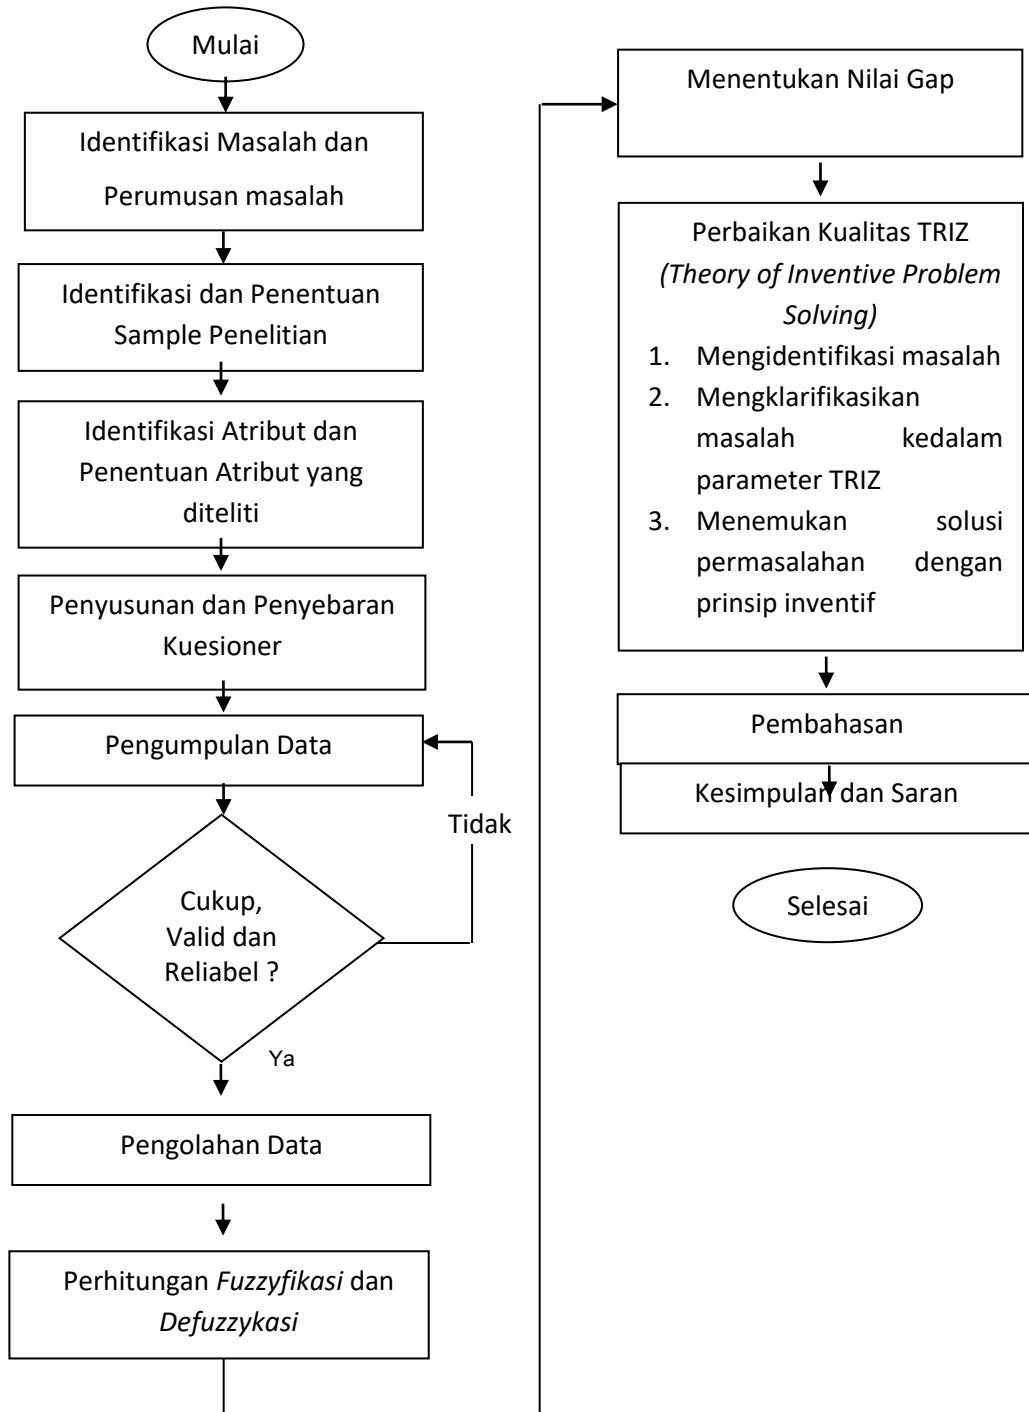 Mulai
Identifikasi Masalah dan
Perumusan masalah
Identifikasi dan Penentuan
Sample Penelitian
Identifikasi Atribut dan
Penentuan Atribut yang
diteliti
Penyusunan dan Penyebaran
Kuesioner
Pengumpulan Data
Tidak
Cukup,
Valid dan
Reliabel ?
Ya
Pengolahan Data
Perhitungan Fuzzyfikasi dan
Defuzzykasi
Menentukan Nilai Gap
Perbaikan Kualitas TRIZ
(Theory of Inventive Problem
Solving)
1. Mengidentifikasi masalah
2. Mengklarifikasikan
masalah kedalam
parameter TRIZ
3. Menemukan solusi
permasalahan dengan
prinsip inventif
Pembahasan
Kesimpulan dan Saran
Selesai